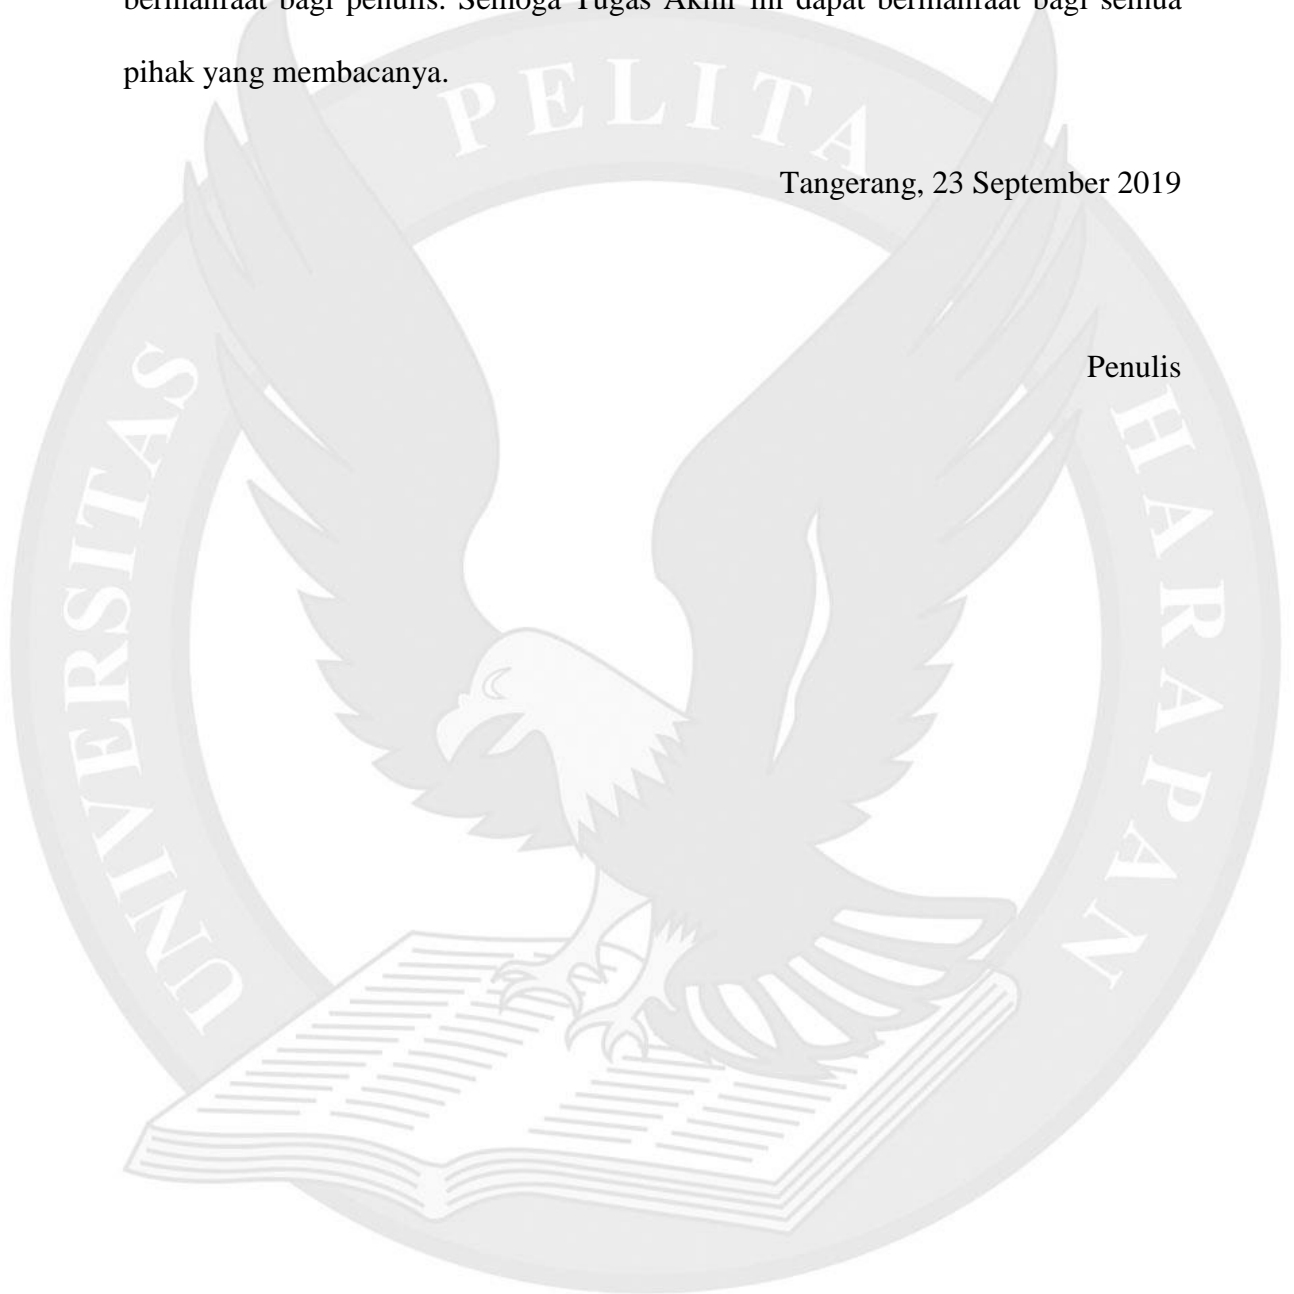 bermanfaat bagi penulis. Semoga Tugas Akhir ini dapat bermanfaat bagi semua
pihak yang membacanya.
Tangerang, 23 September 2019
Penulis
UNIVERSITAS PELITA HARAPAN